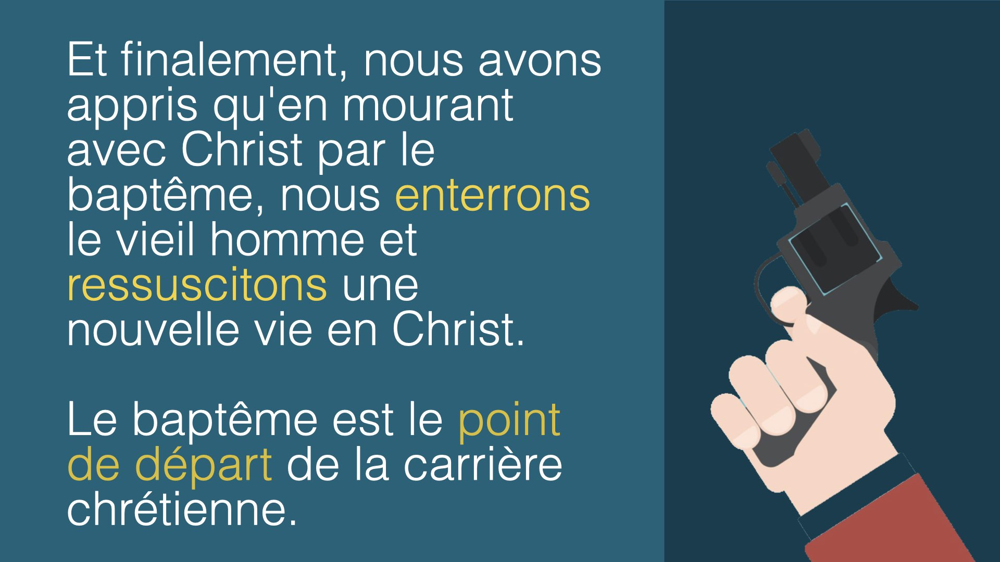 Et finalement, nous avons
appris qu'en mourant
avec Christ par le
baptême, nous enterrons
le vieil homme et
ressuscitons une
nouvelle vie en Christ.
Le baptême est le point
de départ de la carrière
chrétienne.